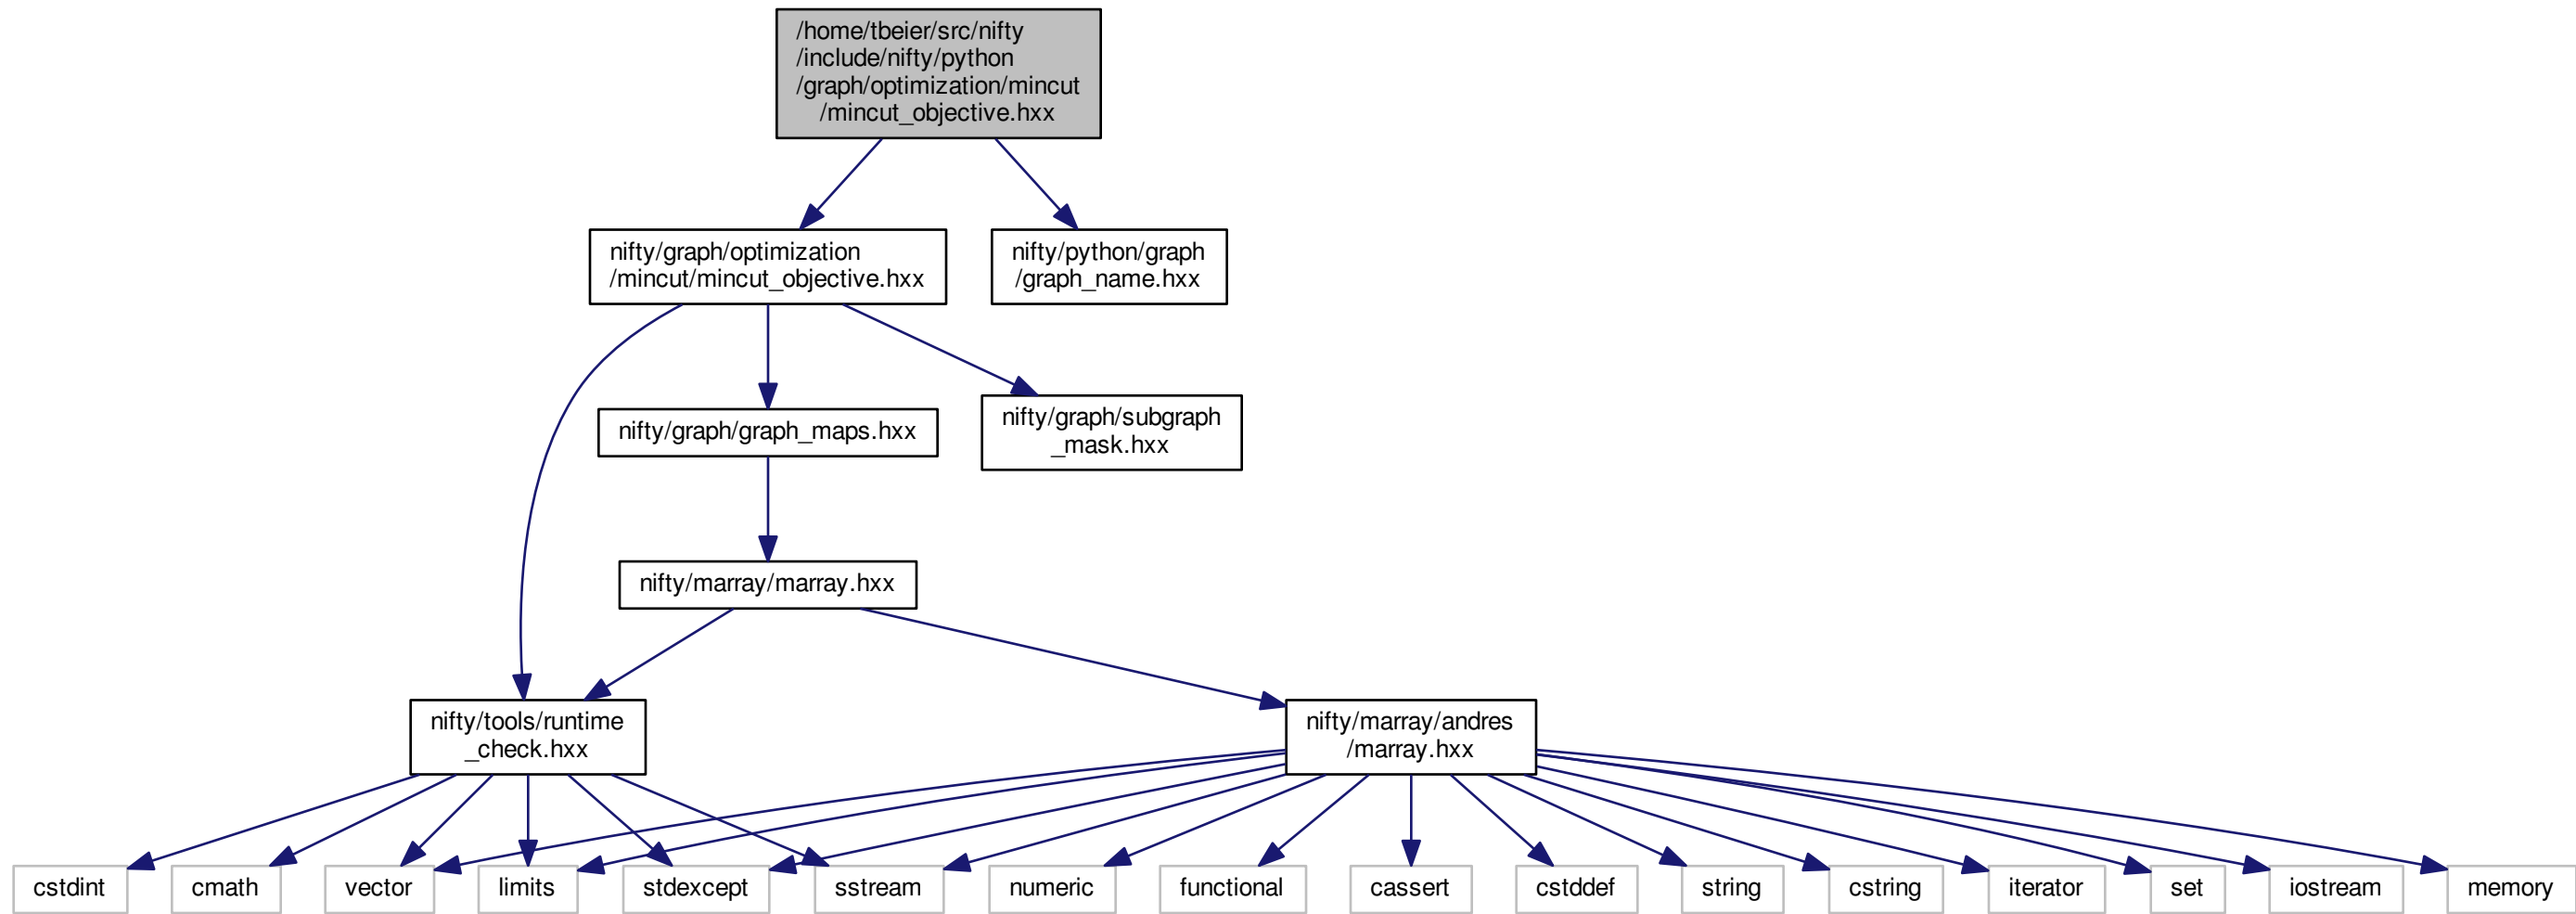 /home/tbeier/src/nifty
/include/nifty/python
/graph/optimization/mincut
/mincut_objective.hxx
nifty/graph/optimization
/mincut/mincut_objective.hxx
nifty/python/graph
/graph_name.hxx
nifty/graph/graph_maps.hxx
nifty/graph/subgraph
_mask.hxx
nifty/marray/marray.hxx
nifty/tools/runtime
_check.hxx
nifty/marray/andres
/marray.hxx
cstdint
cmath
vector
limits
stdexcept
sstream
numeric
functional
cassert
cstddef
string
cstring
iterator
set
iostream
memory